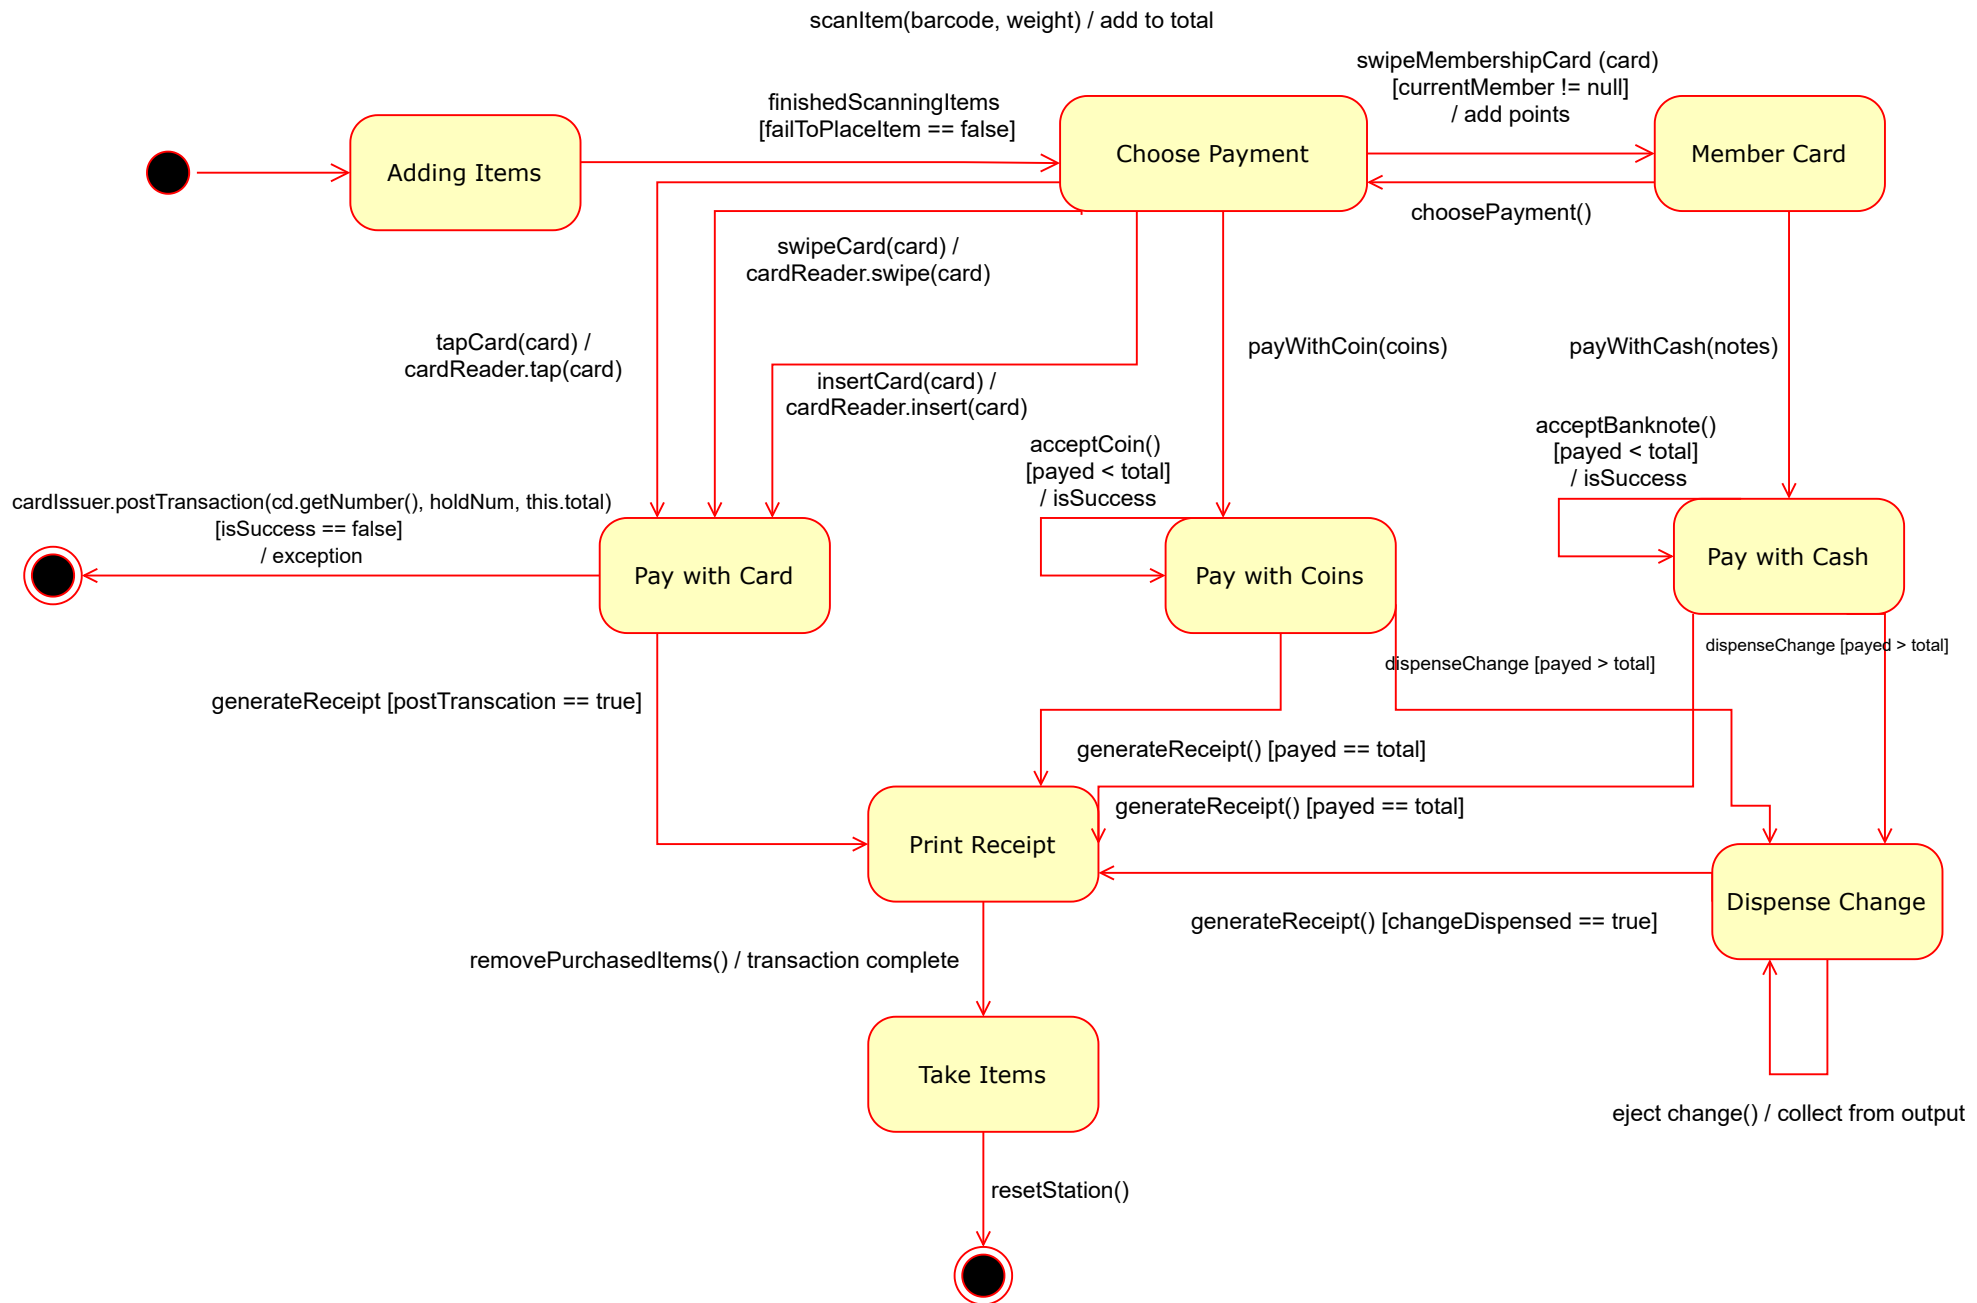 scanItem(barcode, weight) / add to total
swipeMembershipCard (card)
[currentMember != null]
/ add points
finishedScanningItems
[failToPlaceItem == false]
Adding Items
Choose Payment
Member Card
choosePayment()
swipeCard(card) /
cardReader.swipe(card)
tapCard(card) /
cardReader.tap(card)
payWithCoin(coins)
payWithCash(notes)
insertCard(card) /
cardReader.insert(card)
acceptCoin()
[payed < total]
/ isSuccess
acceptBanknote()
[payed < total]
/ isSuccess
cardIssuer.postTransaction(cd.getNumber(), holdNum, this.total)
[isSuccess == false]
/ exception
Pay with Card
Pay with Coins
Pay with Cash
dispenseChange [payed > total]
dispenseChange [payed > total]
generateReceipt [postTranscation == true]
generateReceipt() [payed == total]
generateReceipt() [payed == total]
Print Receipt
Dispense Change
generateReceipt() [changeDispensed == true]
removePurchasedItems() / transaction complete
Take Items
eject change() / collect from output
resetStation()